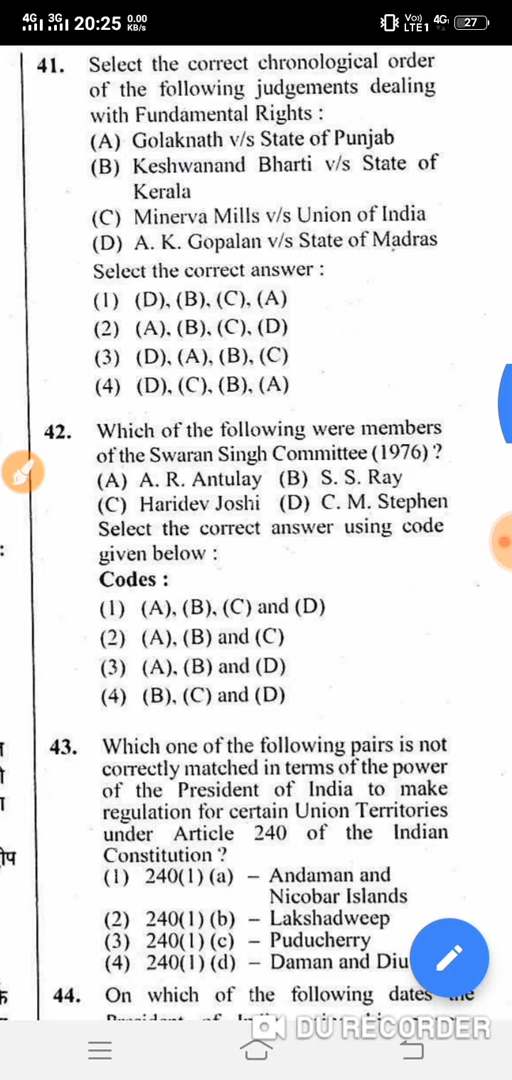 4G 3G 20:25 0.00 KB/s Vo)) LTE1 4G 27
41. Select the correct chronological order
of the following judgements dealing
with Fundamental Rights :
(A) Golaknath v/s State of Punjab
(B) Keshwanand Bharti v/s State of
Kerala
(C) Minerva Mills v/s Union of India
(D) A. K. Gopalan v/s State of Madras
Select the correct answer :
(1) (D), (B), (C), (A)
(2) (A), (B), (C), (D)
(3) (D), (A), (B), (C)
(4) (D), (C), (B), (A)
42. Which of the following were members
of the Swaran Singh Committee (1976) ?
(A) A. R. Antulay (B) S. S. Ray
(C) Haridev Joshi (D) C. M. Stephen
Select the correct answer using code
given below :
Codes :
(1) (A), (B), (C) and (D)
(2) (A), (B) and (C)
(3) (A), (B) and (D)
(4) (B), (C) and (D)
43. Which one of the following pairs is not
correctly matched in terms of the power
of the President of India to make
regulation for certain Union Territories
under Article 240 of the Indian
Constitution ?
(1) 240(1) (a) – Andaman and
Nicobar Islands
(2) 240(1) (b) – Lakshadweep
(3) 240(1) (c) – Puducherry
(4) 240(1) (d) – Daman and Diu
44. On which of the following dates the
DU RECORDER